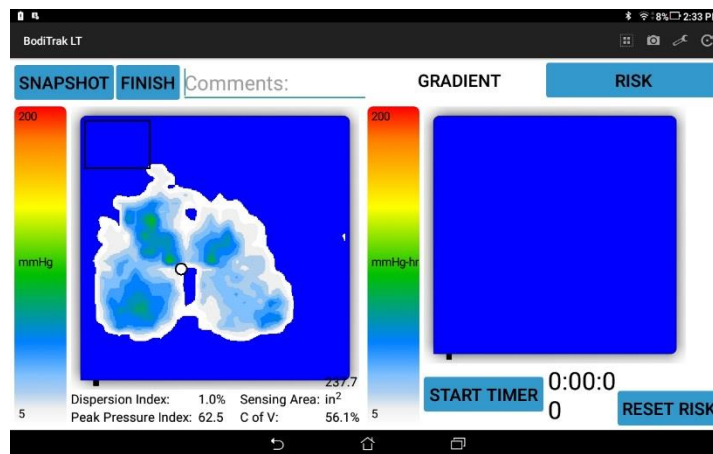 8% 2:33 P
BodiTrak LT
SNAPSHOT FINISH Comments: GRADIENT RISK
200 200
mmHg mmHg-hr
237.7
Dispersion Index: 1.0% Sensing Area: in²
Peak Pressure Index: 62.5 C of V: 56.1%
5 5
START TIMER 0:00:0
0
RESET RISK